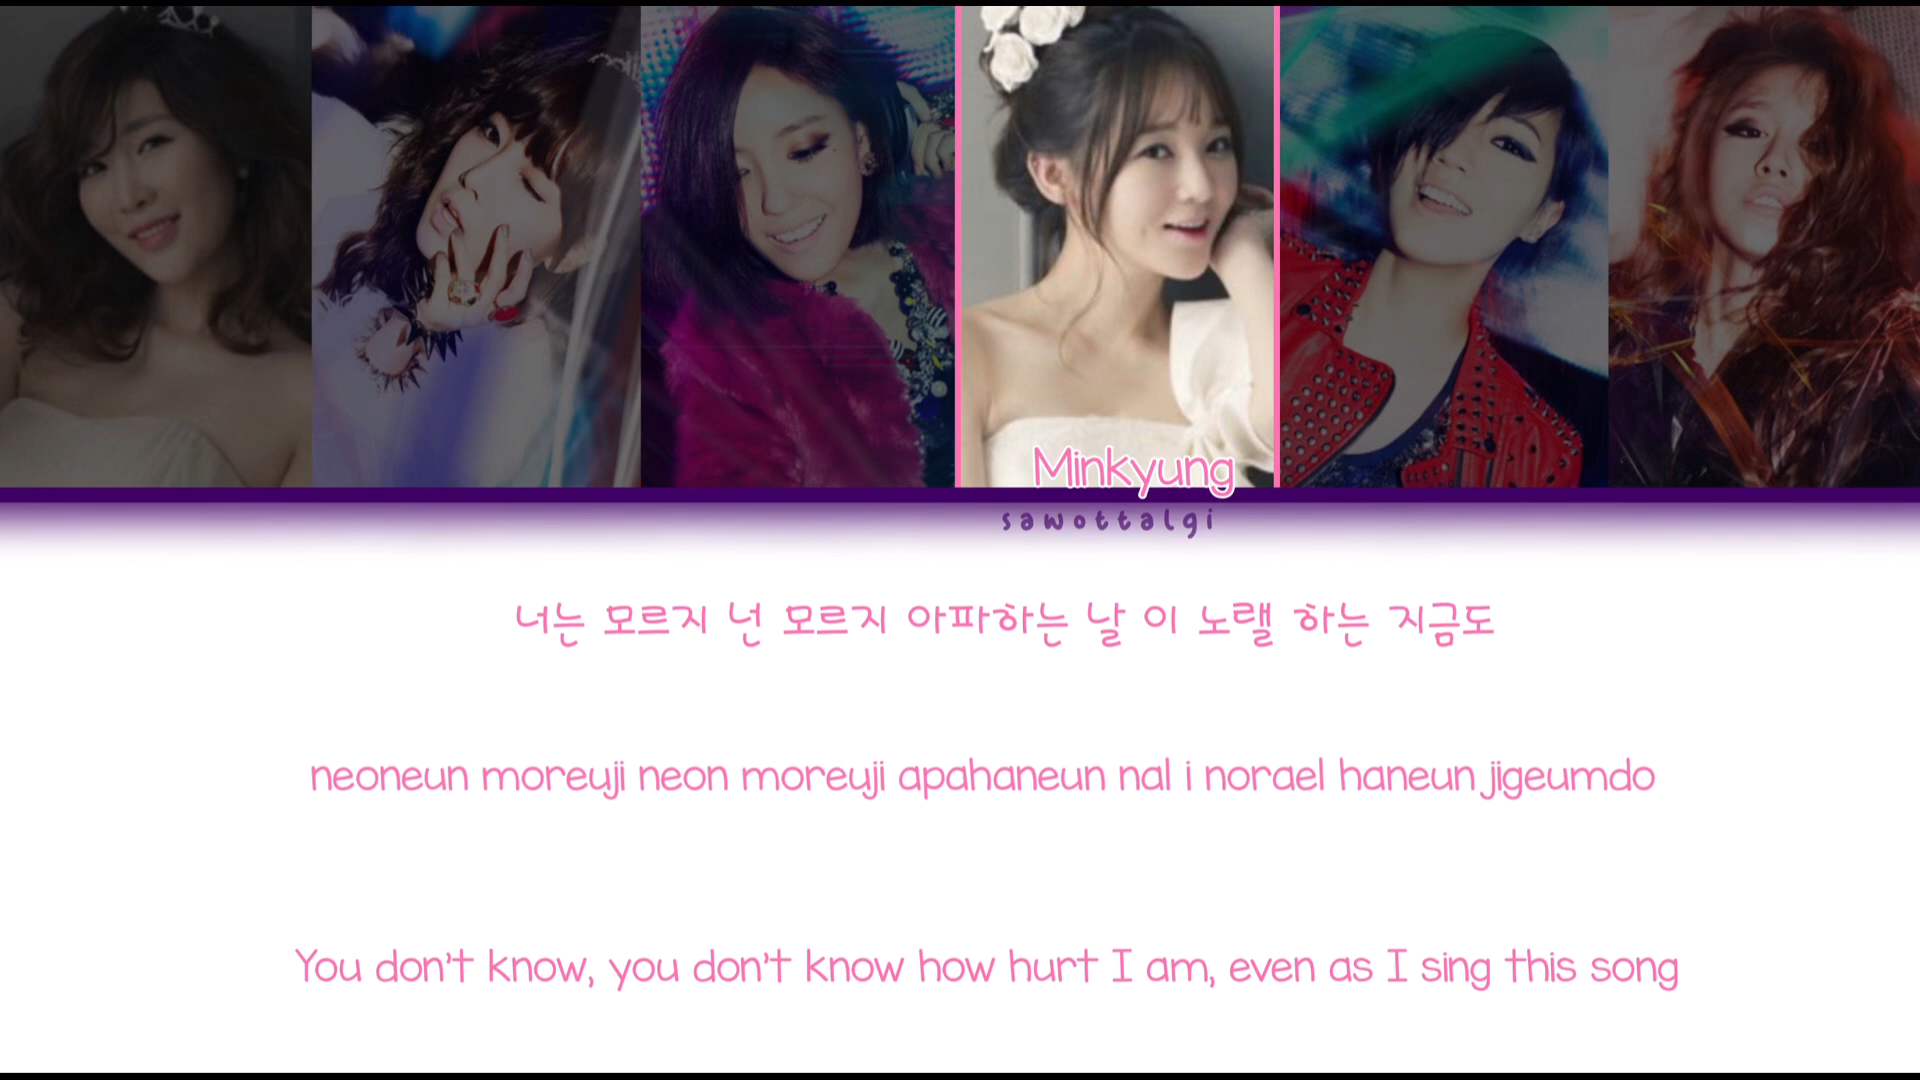 Minkyung
sawottalgi
너는 모르지 넌 모르지 아파하는 날 이 노랠 하는 지금도
neoneun moreuji neon moreuji apahaneun nal i norael haneun jigeumdo
You don't know, you don't know how hurt I am, even as I sing this song